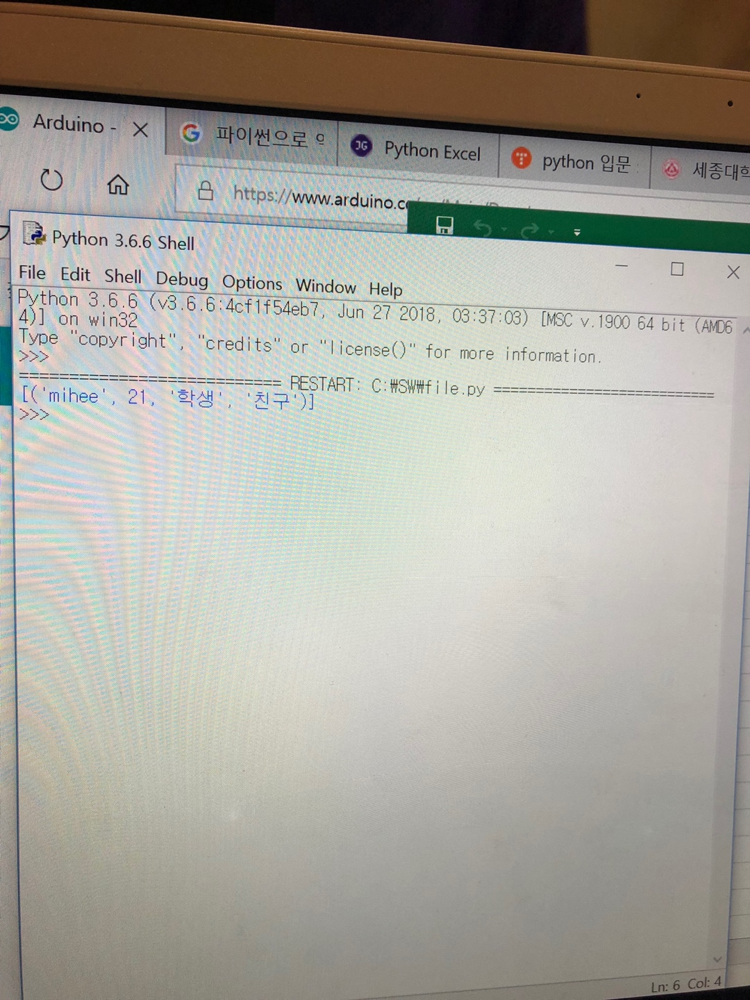 Arduino -
파이썬으로
Python Excel
python 입문
세종대학
https://www.arduino.c
Python 3.6.6 Shell
File Edit Shell Debug Options Window Help
Python 3.6.6 (v3.6.6:4cf1f54eb7, Jun 27 2018, 03:37:03) [MSC v.1900 64 bit (AMD6
4)] on win32
Type "copyright", "credits" or "license()" for more information.
>>>
=========================== RESTART: C:₩SW₩file.py ===========================
[('mihee', 21, '학생', '친구')]
>>>
Ln: 6 Col: 4